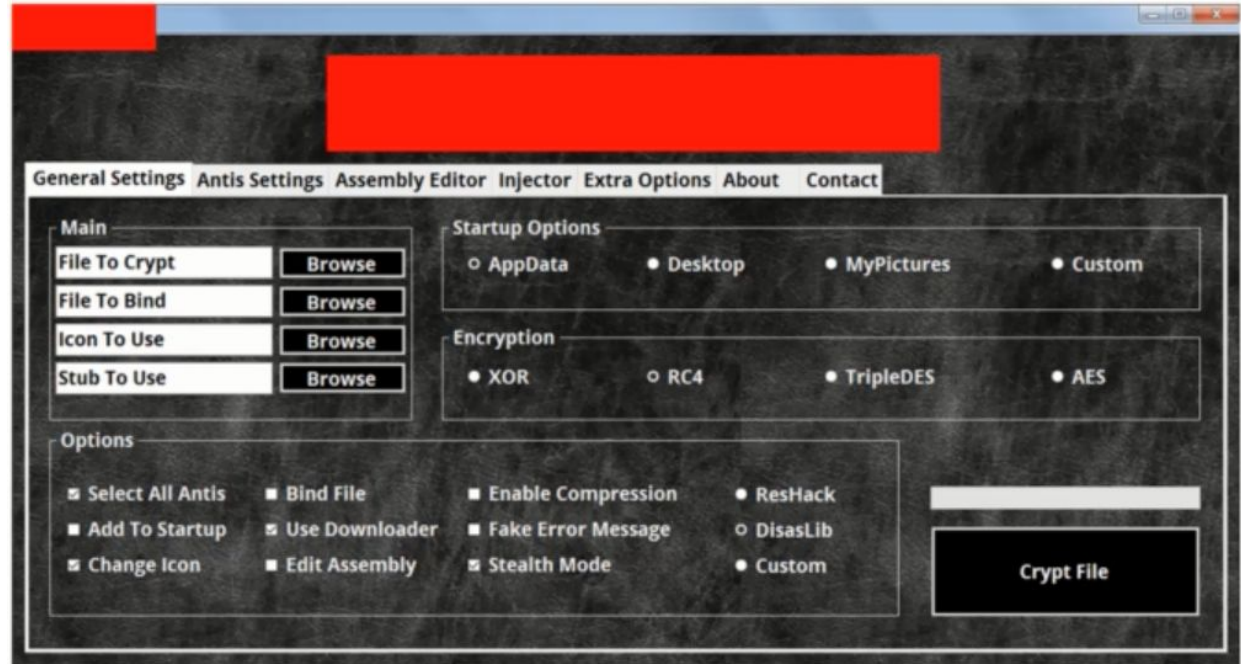 General Settings Antis Settings Assembly Editor Injector Extra Options About Contact
Main
File To Crypt Browse
File To Bind Browse
Icon To Use Browse
Stub To Use Browse
Startup Options
AppData Desktop MyPictures Custom
Encryption
XOR RC4 TripleDES AES
Options
Select All Antis Bind File Enable Compression ResHack
Add To Startup Use Downloader Fake Error Message DisasLib
Change Icon Edit Assembly Stealth Mode Custom
Crypt File